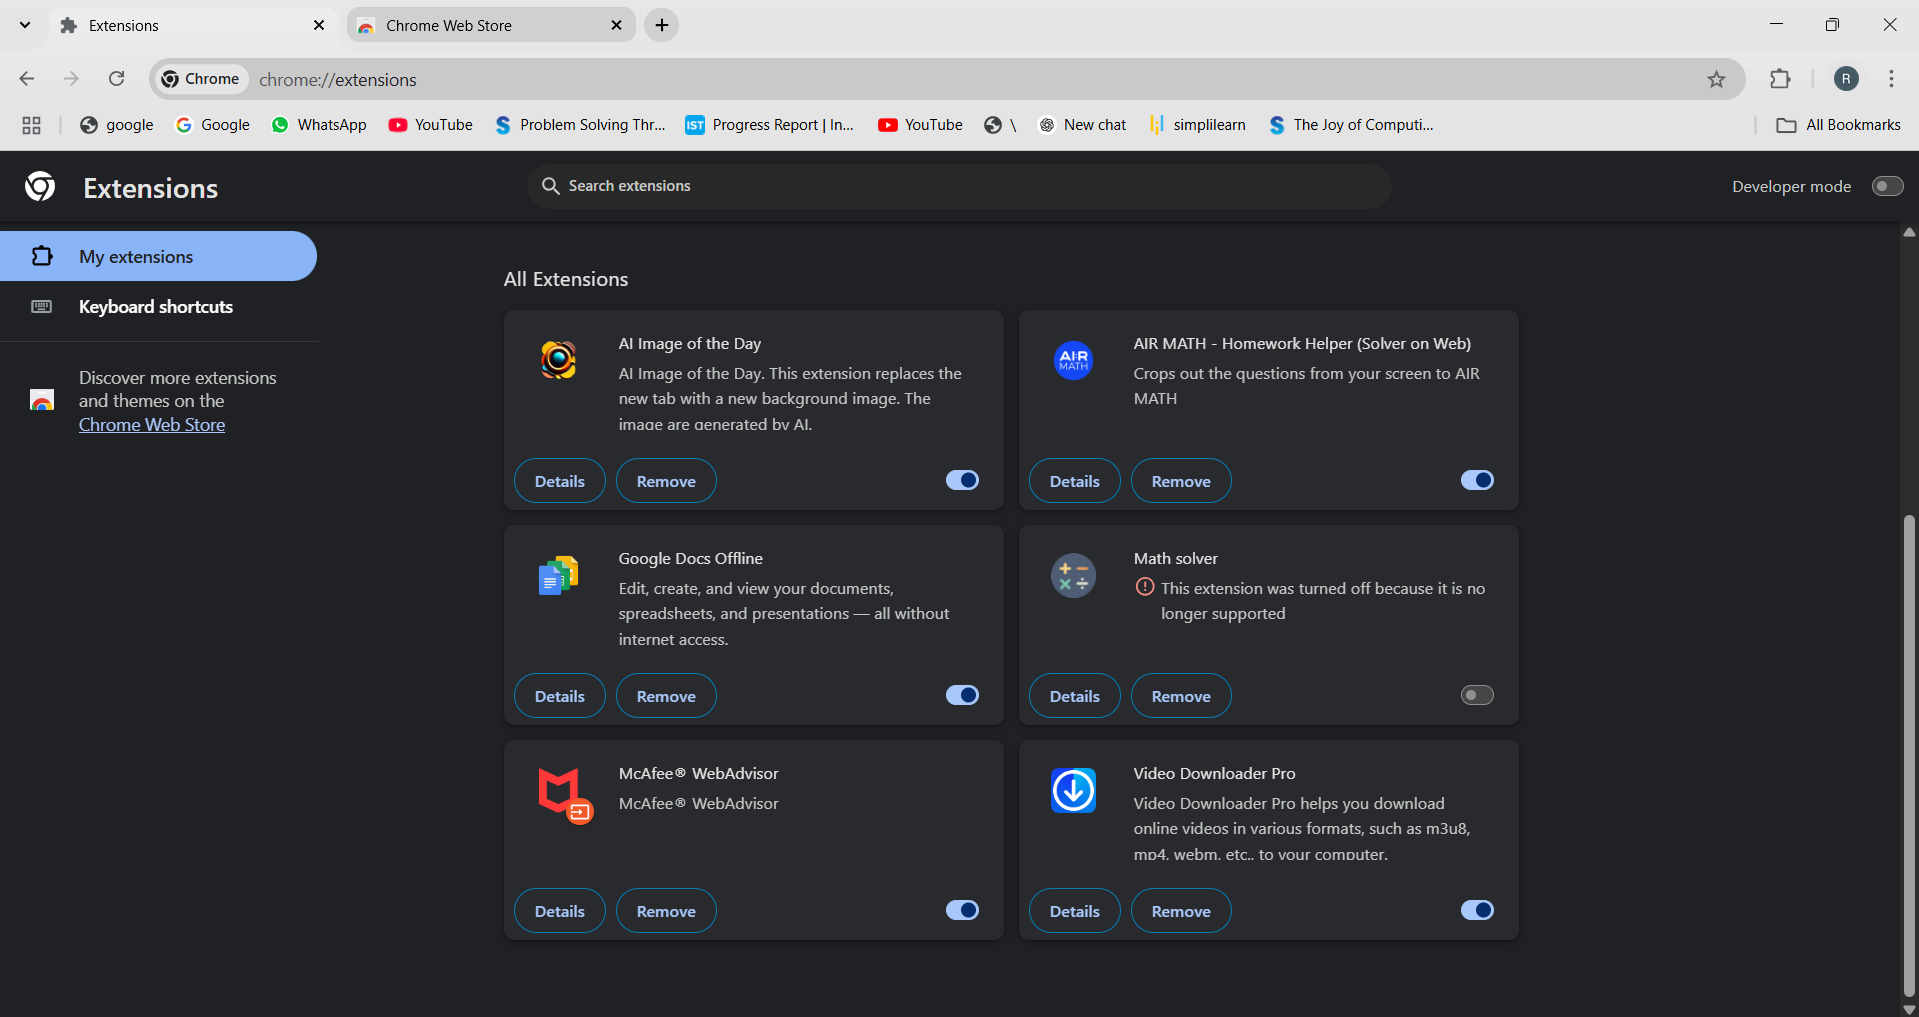 Extensions
Chrome Web Store
Chrome
chrome://extensions
R
google
Google
WhatsApp
YouTube
Problem Solving Thr...
IST
Progress Report | In...
YouTube
\
New chat
simplilearn
The Joy of Computi...
All Bookmarks
Extensions
Search extensions
Developer mode
My extensions
Keyboard shortcuts
Discover more extensions
and themes on the
Chrome Web Store
All Extensions
AI Image of the Day
AI Image of the Day. This extension replaces the
new tab with a new background image. The
image are generated by AI.
Details
Remove
AIR
MATH
AIR MATH - Homework Helper (Solver on Web)
Crops out the questions from your screen to AIR
MATH
Details
Remove
Google Docs Offline
Edit, create, and view your documents,
spreadsheets, and presentations — all without
internet access.
Details
Remove
Math solver
This extension was turned off because it is no
longer supported
Details
Remove
McAfee® WebAdvisor
McAfee® WebAdvisor
Details
Remove
Video Downloader Pro
Video Downloader Pro helps you download
online videos in various formats, such as m3u8,
mp4, webm, etc., to your computer.
Details
Remove